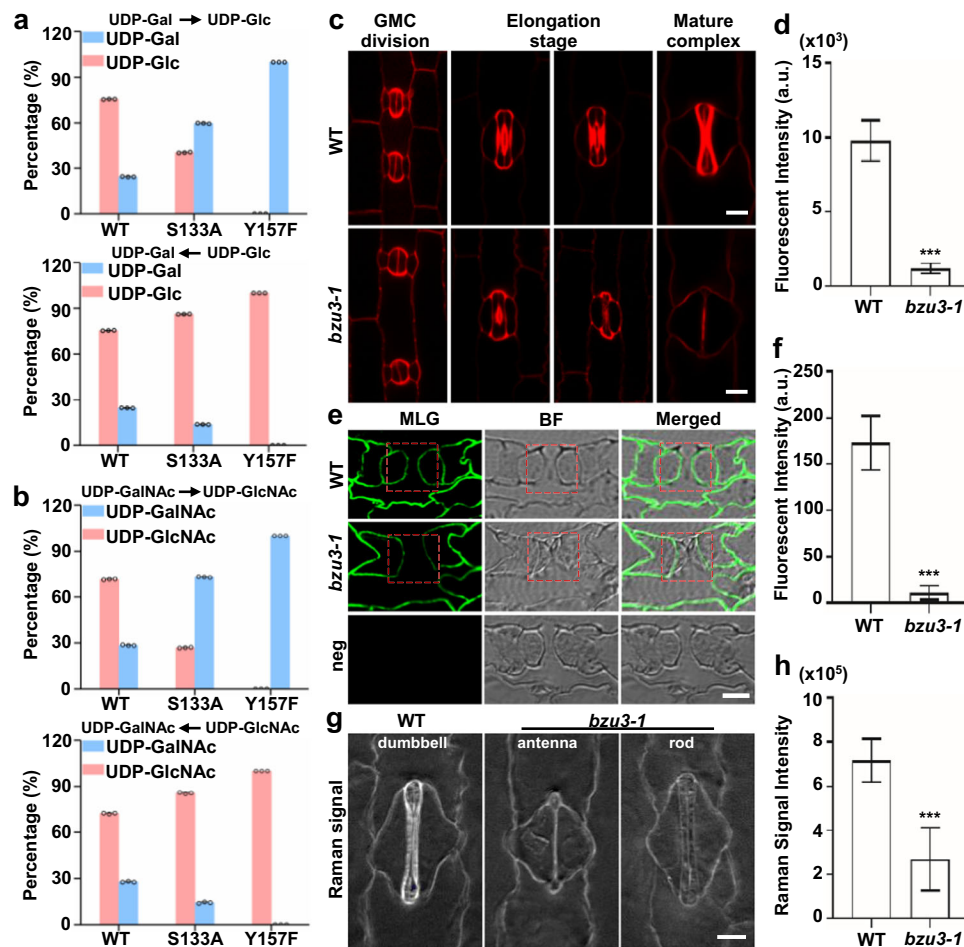 a
UDP-Gal → UDP-Glc
UDP-Gal
UDP-Glc
Percentage (%)
120
90
60
30
0
WT S133A Y157F
UDP-Gal ← UDP-Glc
UDP-Gal
UDP-Glc
Percentage (%)
120
90
60
30
0
WT S133A Y157F
b
UDP-GalNAc → UDP-GlcNAc
UDP-GalNAc
UDP-GlcNAc
Percentage (%)
120
90
60
30
0
WT S133A Y157F
UDP-GalNAc ← UDP-GlcNAc
UDP-GalNAc
UDP-GlcNAc
Percentage (%)
120
90
60
30
0
WT S133A Y157F
c
GMC
division
Elongation
stage
Mature
complex
WT
bzu3-1
d
(x10³)
Fluorescent Intensity (a.u.)
15
10
5
0
***
WT bzu3-1
e
MLG BF Merged
WT
bzu3-1
neg
f
Fluorescent Intensity (a.u.)
250
200
150
100
50
0
***
WT bzu3-1
g
WT bzu3-1
dumbbell antenna rod
Raman signal
h
(x10⁵)
Raman Signal Intensity
10
8
6
4
2
0
***
WT bzu3-1